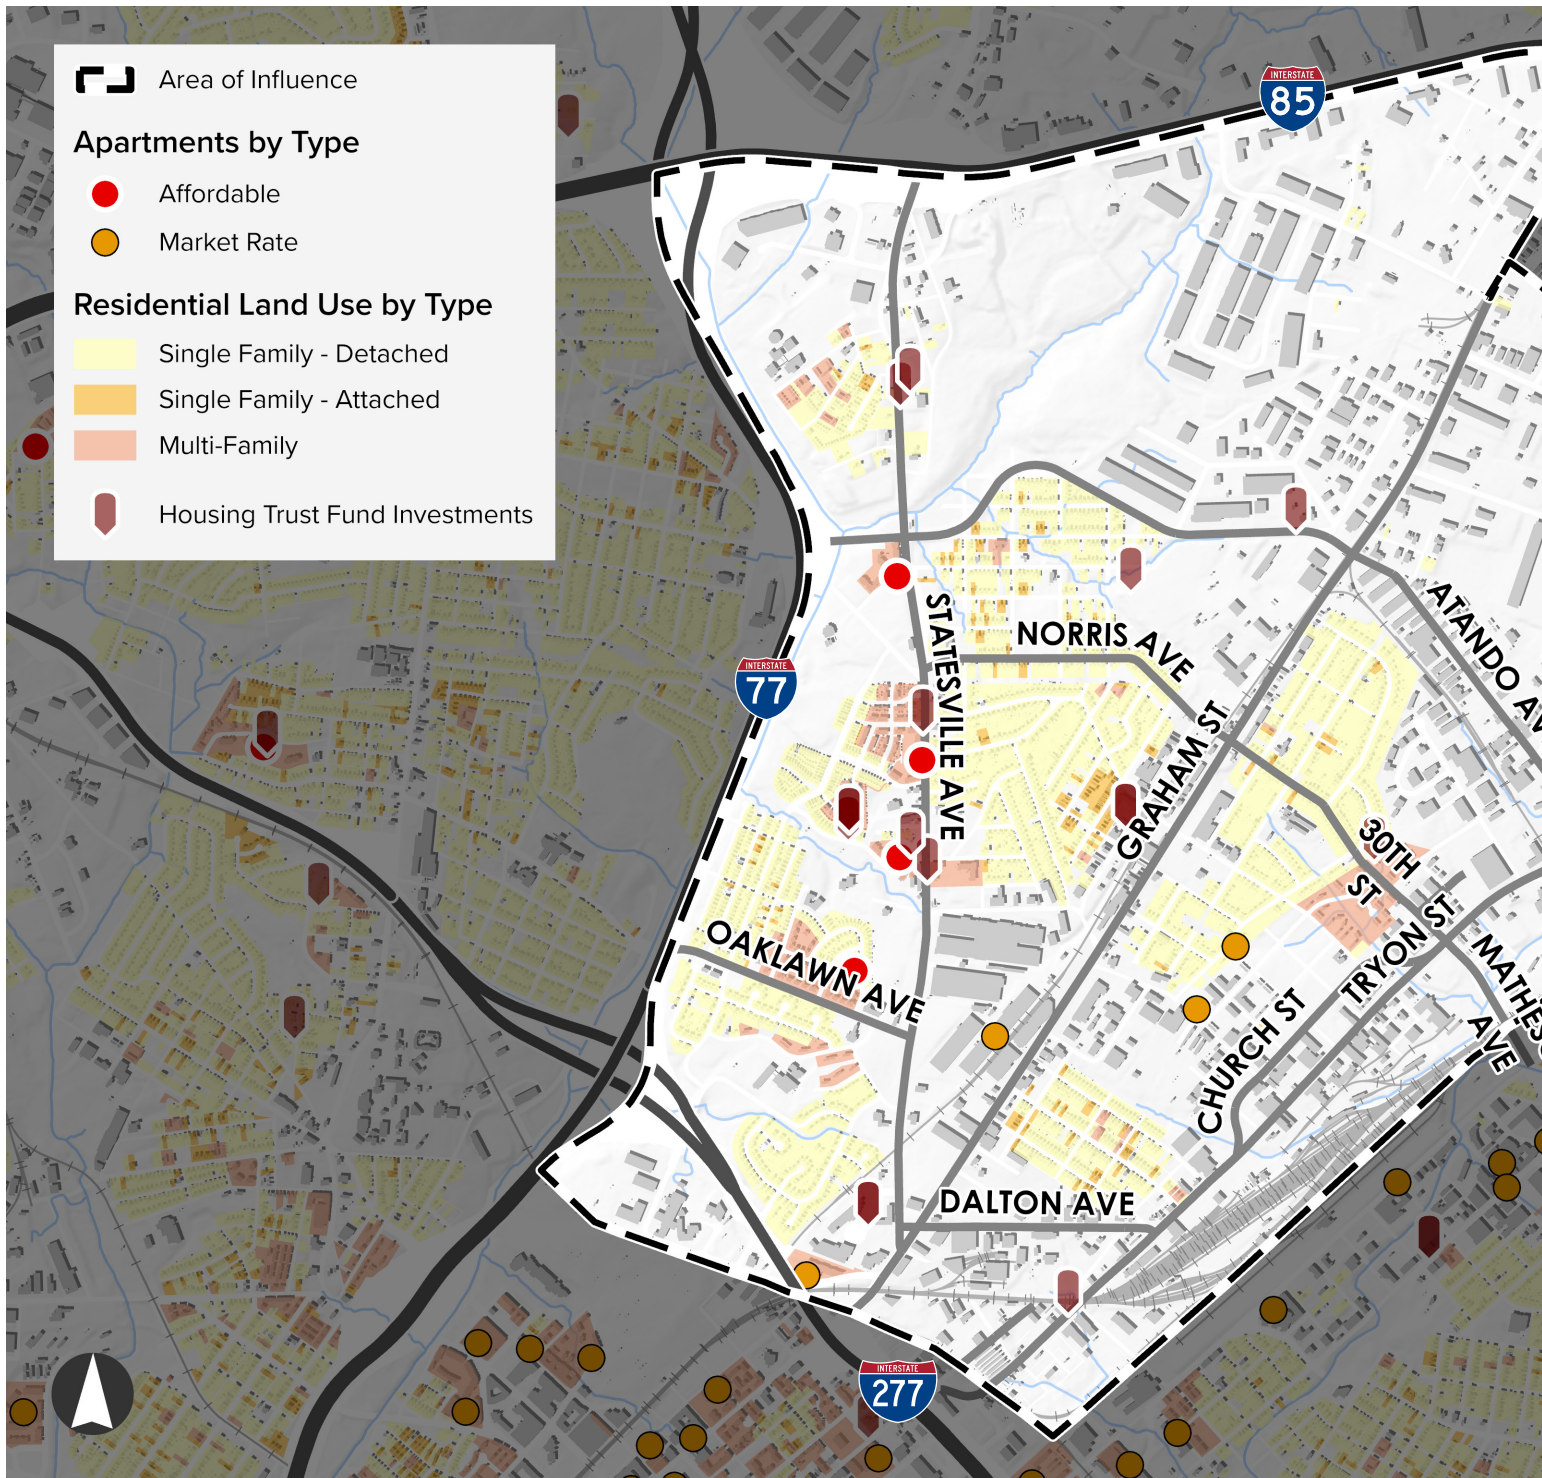 Area of Influence
Apartments by Type
Affordable
Market Rate
Residential Land Use by Type
Single Family - Detached
Single Family - Attached
Multi-Family
Housing Trust Fund Investments
INTERSTATE
85
INTERSTATE
77
INTERSTATE
277
STATESVILLE AVE
NORRIS AVE
GRAHAM ST
ATANDO AV
30TH
ST
TRYON ST
MATHES
AVE
CHURCH ST
OAKLAWN AVE
DALTON AVE